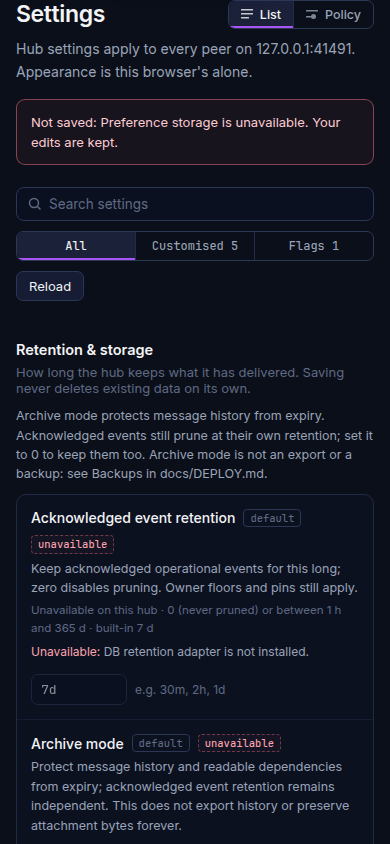 Settings
List
Policy
Hub settings apply to every peer on 127.0.0.1:41491.
Appearance is this browser's alone.
Not saved: Preference storage is unavailable. Your
edits are kept.
Search settings
All
Customised 5
Flags 1
Reload
Retention & storage
How long the hub keeps what it has delivered. Saving
never deletes existing data on its own.
Archive mode protects message history from expiry.
Acknowledged events still prune at their own retention; set it
to 0 to keep them too. Archive mode is not an export or a
backup: see Backups in docs/DEPLOY.md.
Acknowledged event retention default
unavailable
Keep acknowledged operational events for this long;
zero disables pruning. Owner floors and pins still apply.
Unavailable on this hub · 0 (never pruned) or between 1 h
and 365 d · built-in 7 d
Unavailable: DB retention adapter is not installed.
7d e.g. 30m, 2h, 1d
Archive mode default unavailable
Protect message history and readable dependencies
from expiry; acknowledged event retention remains
independent. This does not export history or preserve
attachment bytes forever.